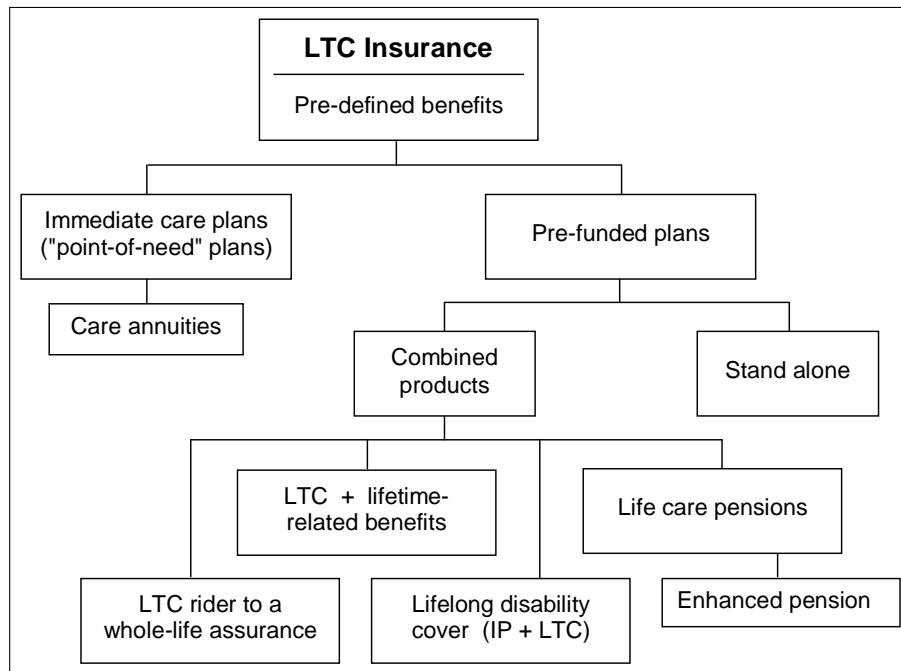 LTC Insurance
Pre-defined benefits
Immediate care plans
("point-of-need" plans)
Pre-funded plans
Care annuities
Combined
products
Stand alone
LTC + lifetime-
related benefits
Life care pensions
LTC rider to a
whole-life assurance
Lifelong disability
cover (IP + LTC)
Enhanced pension